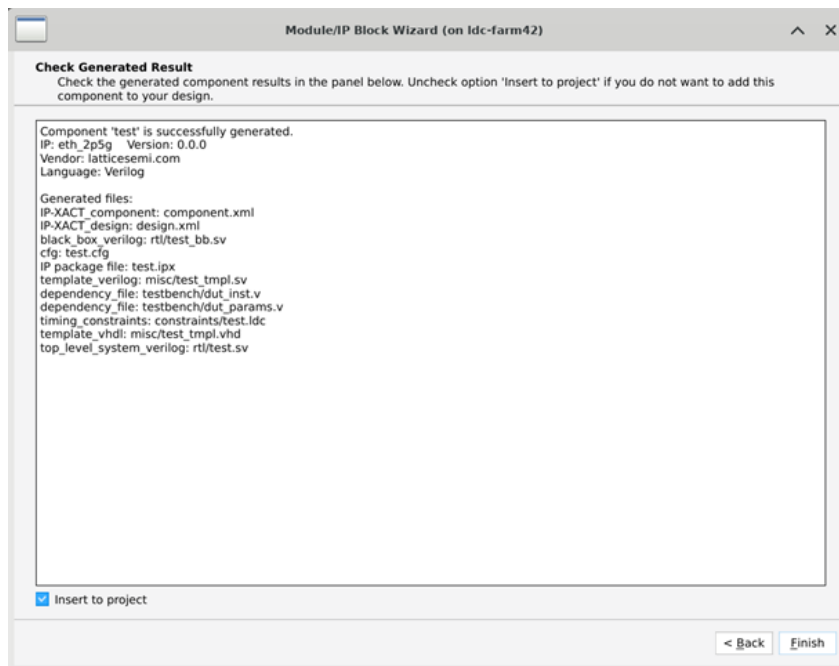 Module/IP Block Wizard (on ldc-farm42)
Check Generated Result
Check the generated component results in the panel below. Uncheck option 'Insert to project' if you do not want to add this
component to your design.
Component 'test' is successfully generated.
IP: eth_2p5g    Version: 0.0.0
Vendor: latticesemi.com
Language: Verilog
Generated files:
IP-XACT_component: component.xml
IP-XACT_design: design.xml
black_box_verilog: rtl/test_bb.sv
cfg: test.cfg
IP package file: test.ipx
template_verilog: misc/test_tmpl.sv
dependency_file: testbench/dut_inst.v
dependency_file: testbench/dut_params.v
timing_constraints: constraints/test.ldc
template_vhdl: misc/test_tmpl.vhd
top_level_system_verilog: rtl/test.sv
Insert to project
< Back
Finish